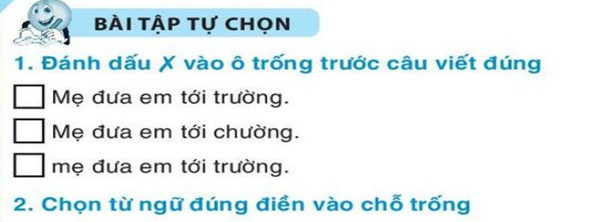 BÀI TẬP TỰ CHỌN
1. Đánh dấu ✗ vào ô trống trước câu viết đúng
Mẹ đưa em tới trường.
Mẹ đưa em tới chường.
mẹ đưa em tới trường.
2. Chọn từ ngữ đúng điền vào chỗ trống